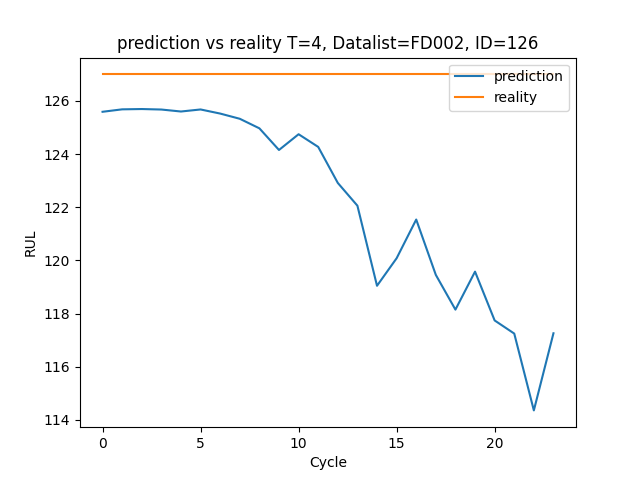 prediction vs reality T=4, Datalist=FD002, ID=126
prediction
reality
126
124
122
120
118
116
114
RUL
0 5 10 15 20
Cycle